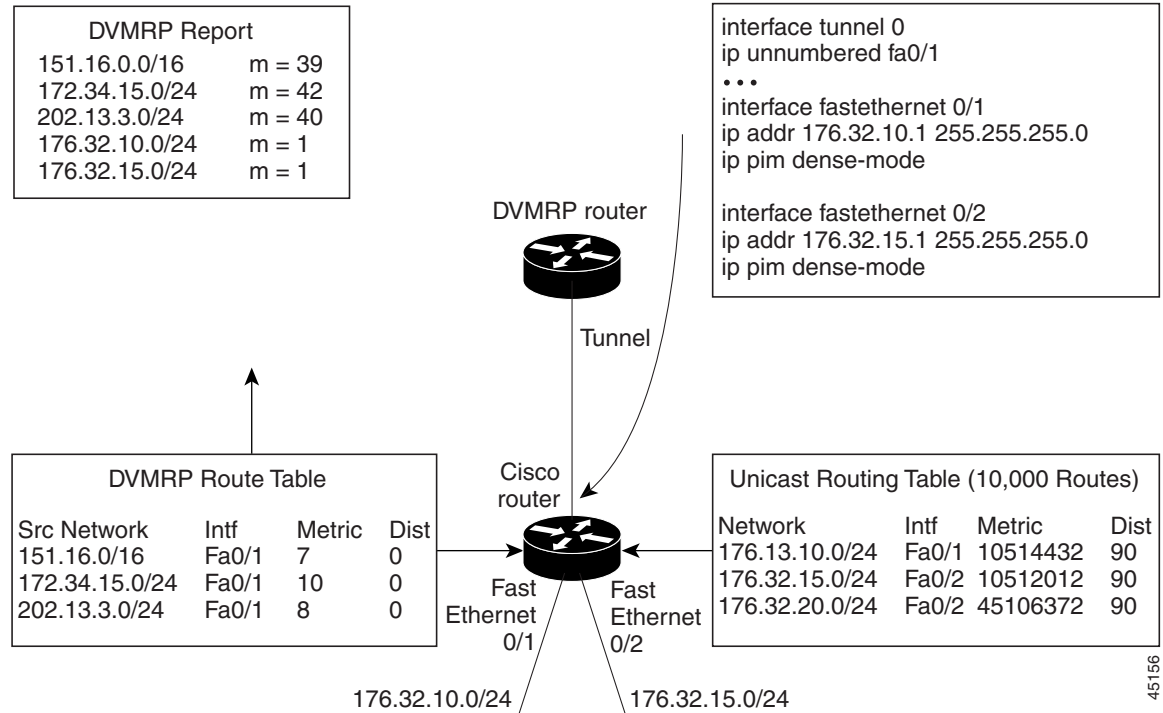 DVMRP Report
151.16.0.0/16 m = 39
172.34.15.0/24 m = 42
202.13.3.0/24 m = 40
176.32.10.0/24 m = 1
176.32.15.0/24 m = 1
interface tunnel 0
ip unnumbered fa0/1
• • •
interface fastethernet 0/1
ip addr 176.32.10.1 255.255.255.0
ip pim dense-mode
interface fastethernet 0/2
ip addr 176.32.15.1 255.255.255.0
ip pim dense-mode
DVMRP router
Tunnel
Cisco
router
DVMRP Route Table
Src Network Intf Metric Dist
151.16.0/16 Fa0/1 7 0
172.34.15.0/24 Fa0/1 10 0
202.13.3.0/24 Fa0/1 8 0
Unicast Routing Table (10,000 Routes)
Network Intf Metric Dist
176.13.10.0/24 Fa0/1 10514432 90
176.32.15.0/24 Fa0/2 10512012 90
176.32.20.0/24 Fa0/2 45106372 90
Fast
Ethernet
0/1
Fast
Ethernet
0/2
176.32.10.0/24
176.32.15.0/24
45156